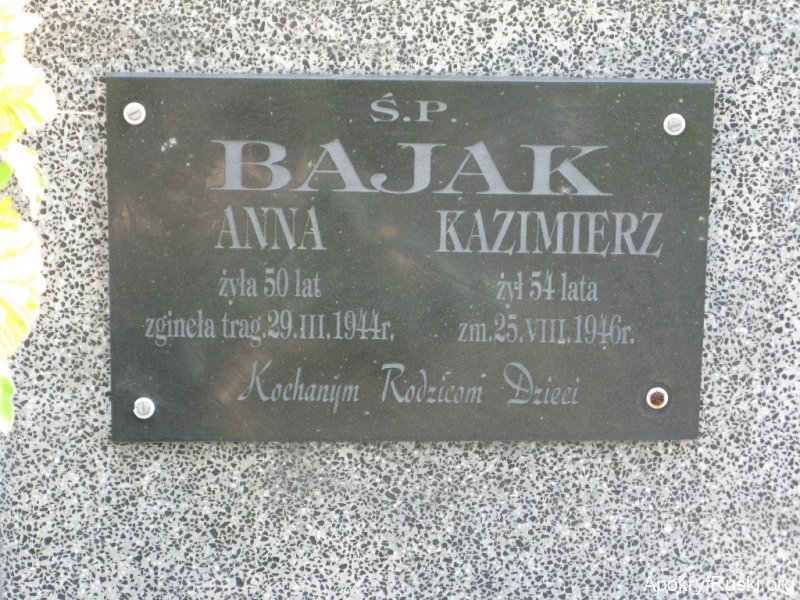 Ś.P.
BAJAK
ANNA KAZIMIERZ
żyła 50 lat żył 54 lata
zginęła trag. 29.III.1944r. zm. 25.VIII.1946r.
Kochanym Rodzicom Dzieci
ApokryfRuski.org